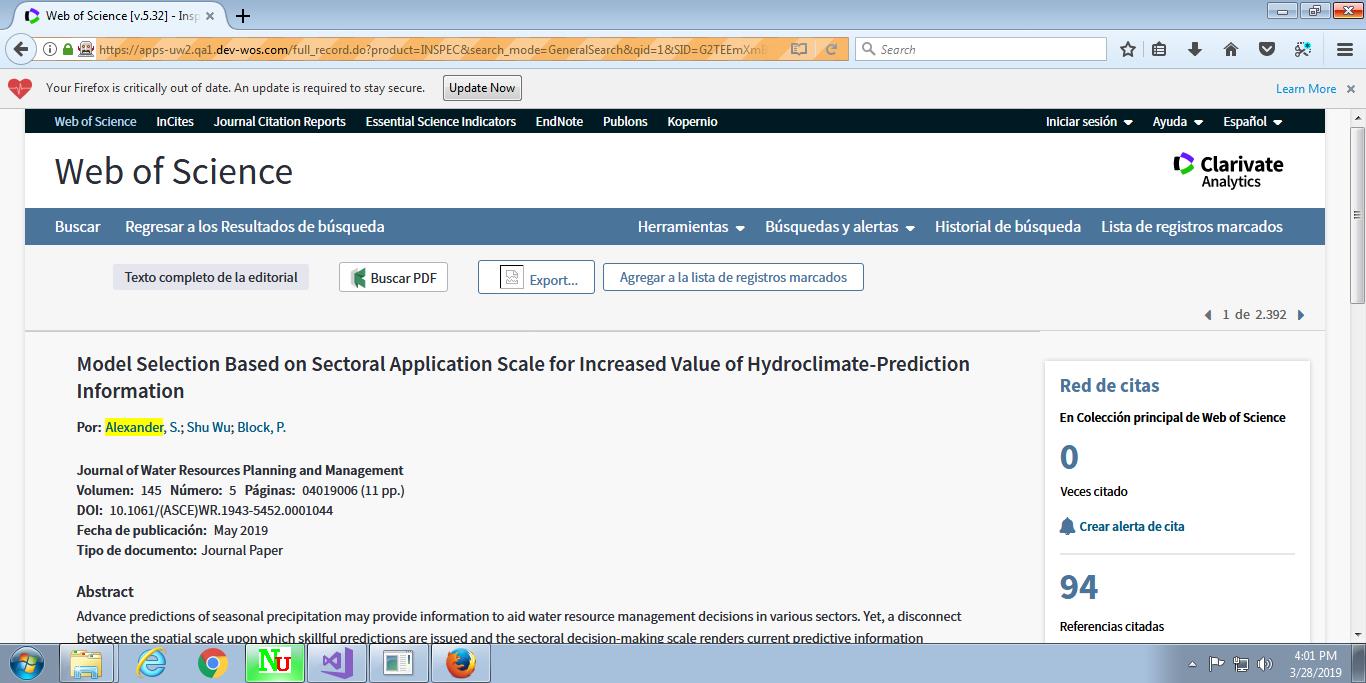 Web of Science [v.5.32] - Insp
https://apps-uw2.qa1.dev-wos.com/full_record.do?product=INSPEC&search_mode=GeneralSearch&qid=1&SID=G2TEEmXmB
Search
Your Firefox is critically out of date. An update is required to stay secure.
Update Now
Learn More
Web of Science InCites Journal Citation Reports Essential Science Indicators EndNote Publons Kopernio Iniciar sesión Ayuda Español
Web of Science
Clarivate
Analytics
Buscar Regresar a los Resultados de búsqueda Herramientas Búsquedas y alertas Historial de búsqueda Lista de registros marcados
Texto completo de la editorial Buscar PDF Export... Agregar a la lista de registros marcados
1 de 2.392
Model Selection Based on Sectoral Application Scale for Increased Value of Hydroclimate-Prediction
Information
Por: Alexander, S.; Shu Wu; Block, P.
Journal of Water Resources Planning and Management
Volumen: 145 Número: 5 Páginas: 04019006 (11 pp.)
DOI: 10.1061/(ASCE)WR.1943-5452.0001044
Fecha de publicación: May 2019
Tipo de documento: Journal Paper
Abstract
Advance predictions of seasonal precipitation may provide information to aid water resource management decisions in various sectors. Yet, a disconnect
between the spatial scale upon which skillful predictions are issued and the sectoral decision-making scale renders current predictive information
Red de citas
En Colección principal de Web of Science
0
Veces citado
Crear alerta de cita
94
Referencias citadas
NU
4:01 PM
3/28/2019